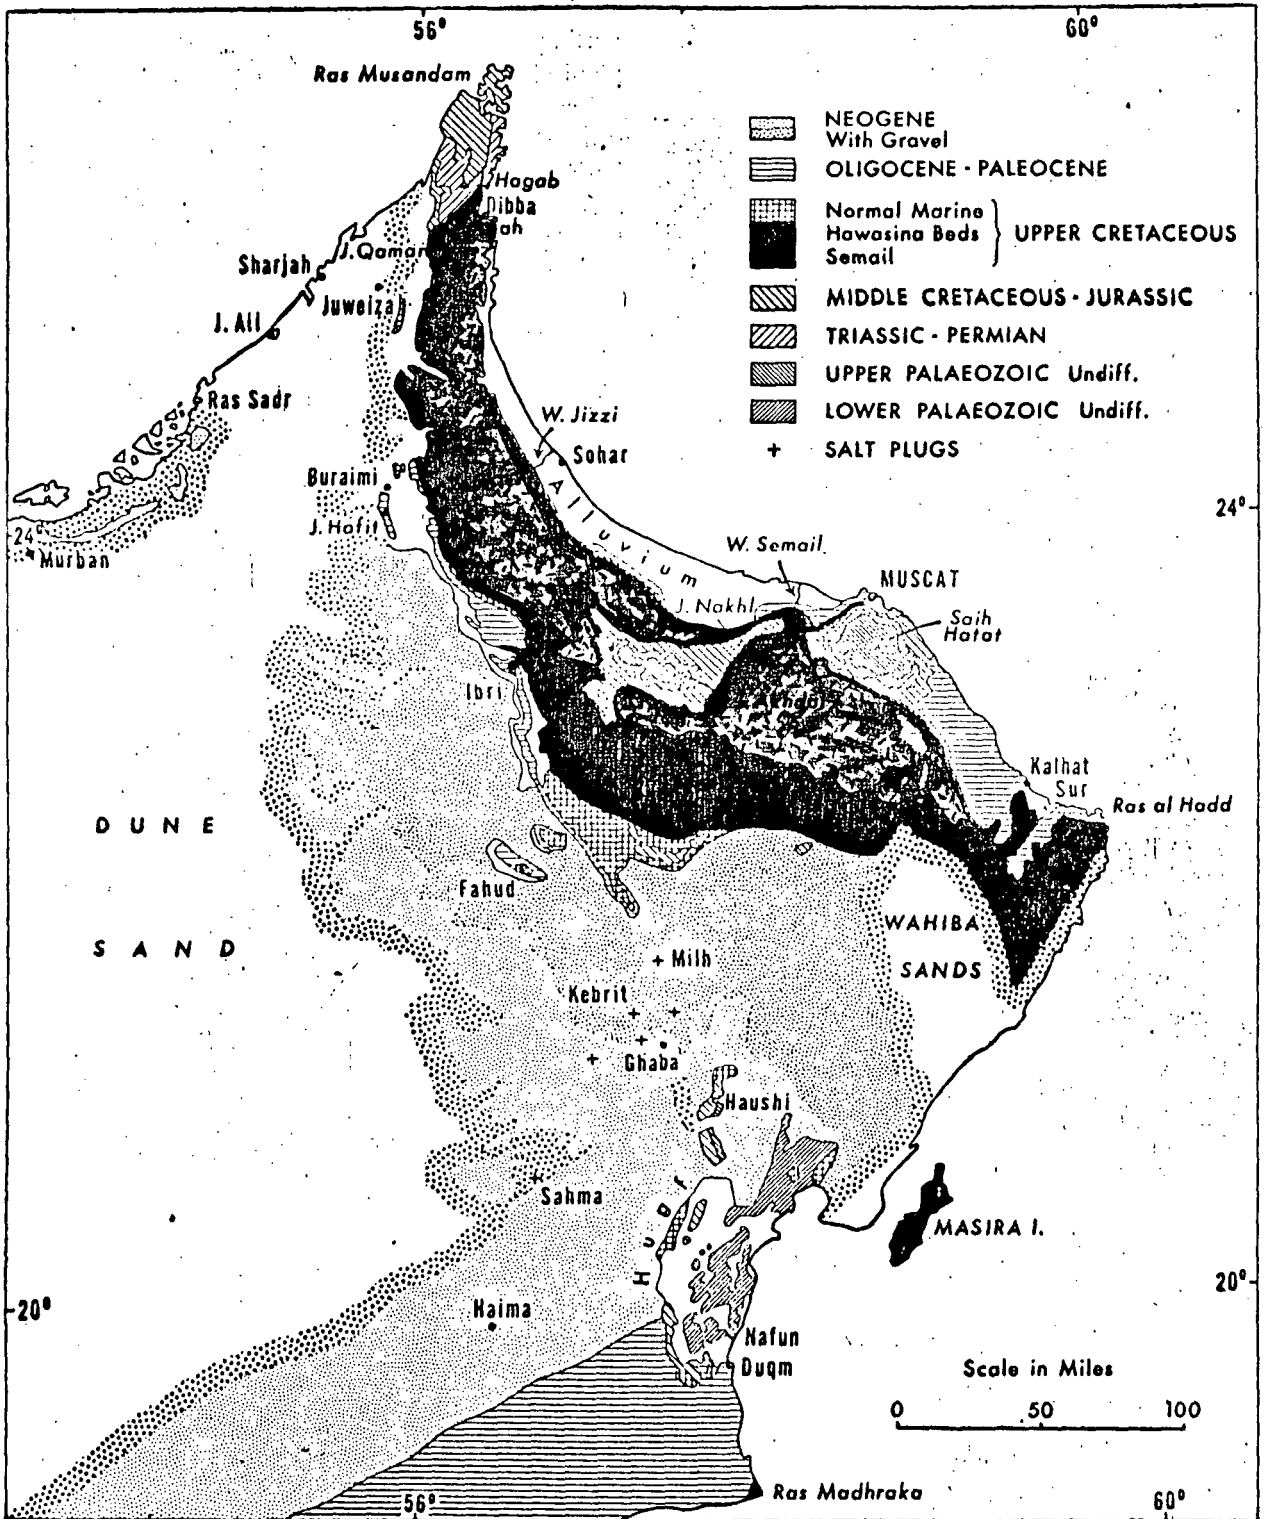 56°
60°
Ras Musandam
NEOGENE
With Gravel
OLIGOCENE - PALEOCENE
Normal Marine
Hawasina Beds
Semail
UPPER CRETACEOUS
MIDDLE CRETACEOUS - JURASSIC
TRIASSIC - PERMIAN
UPPER PALAEOZOIC Undiff.
LOWER PALAEOZOIC Undiff.
+ SALT PLUGS
Hagab
Dibba
J. Qamar
Sharjah
Juweiza
J. Ali
Ras Sadr
W. Jizzi
Sohar
Buraimi
J. Hafit
24°
24°
Murban
Alluvium
W. Semail
MUSCAT
J. Nakhl
Saih
Hatat
Ibri
Kalhat
Sur
Ras al Hadd
DUNE
SAND
Fahud
WAHIBA
SANDS
Milh
Kebrit
Ghaba
Haushi
Sahma
Huqf
MASIRA I.
20°
20°
Haima
Nafun
Duqm
Scale in Miles
0 50 100
56°
Ras Madhraka
60°